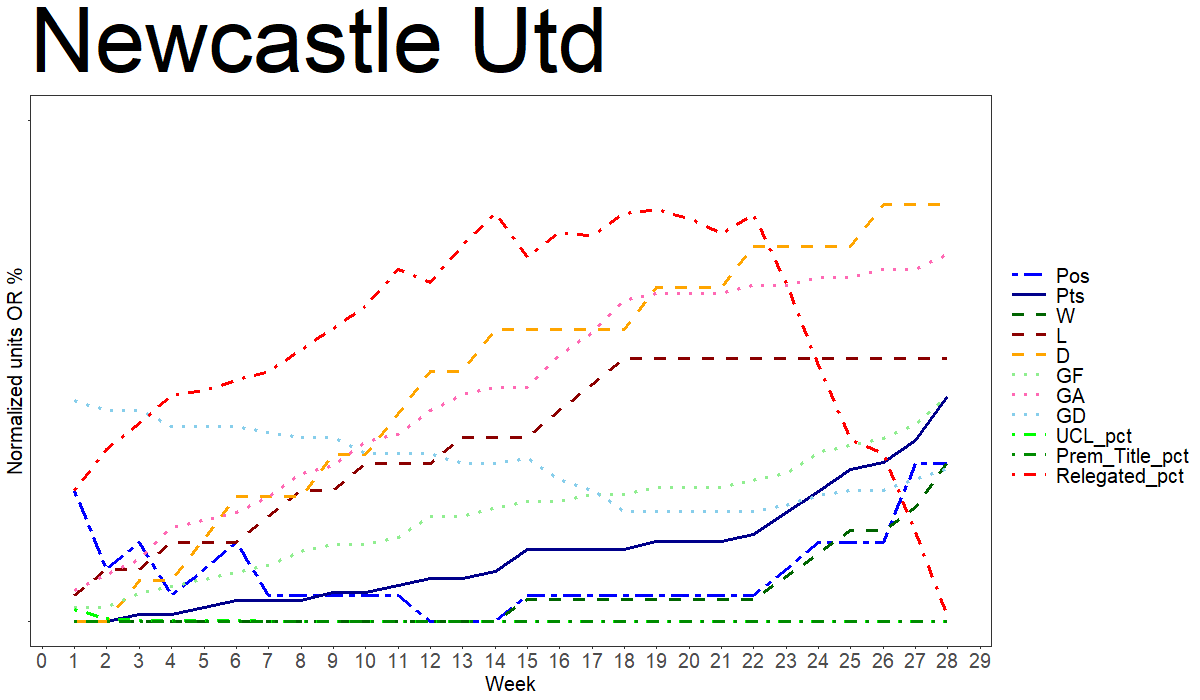 Newcastle Utd
Normalized units OR %
Pos
Pts
W
L
D
GF
GA
GD
UCL_pct
Prem_Title_pct
Relegated_pct
0 1 2 3 4 5 6 7 8 9 10 11 12 13 14 15 16 17 18 19 20 21 22 23 24 25 26 27 28 29
Week